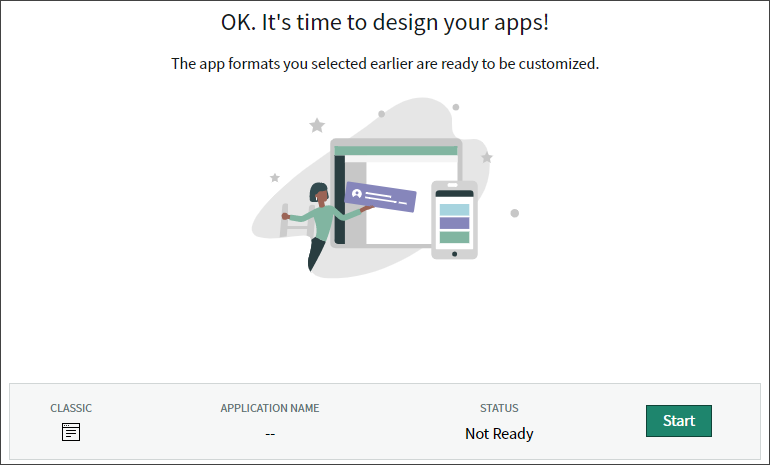 OK. It's time to design your apps!
The app formats you selected earlier are ready to be customized.
CLASSIC APPLICATION NAME STATUS
-- Not Ready Start